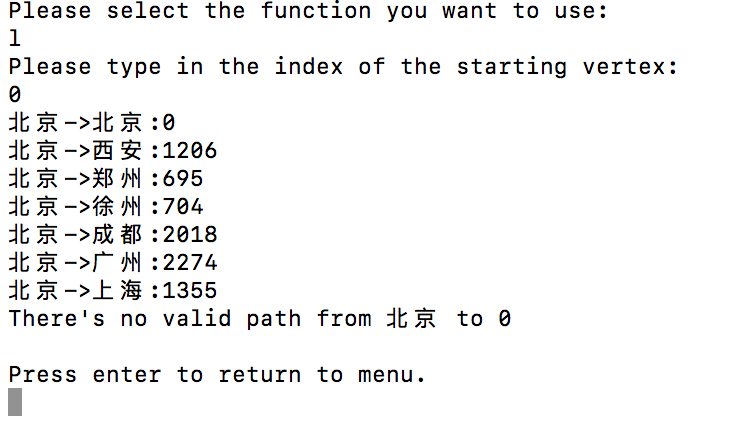 Please select the function you want to use:
1
Please type in the index of the starting vertex:
0
北京->北京:0
北京->西安:1206
北京->郑州:695
北京->徐州:704
北京->成都:2018
北京->广州:2274
北京->上海:1355
There's no valid path from 北京 to 0
Press enter to return to menu.